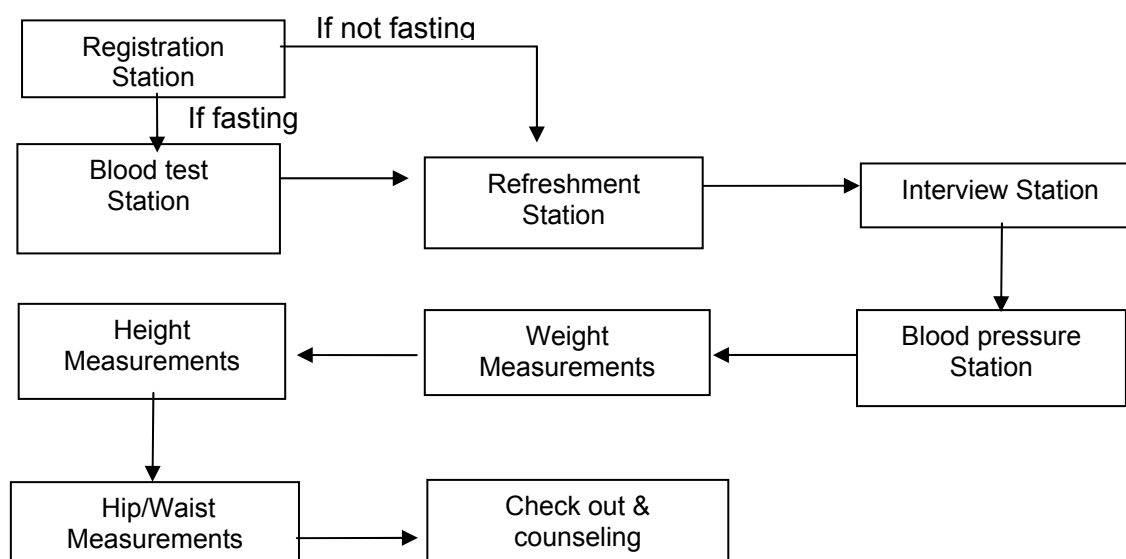 If not fasting
Registration
Station
If fasting
Blood test
Station
Refreshment
Station
Interview Station
Height
Measurements
Weight
Measurements
Blood pressure
Station
Hip/Waist
Measurements
Check out &
counseling